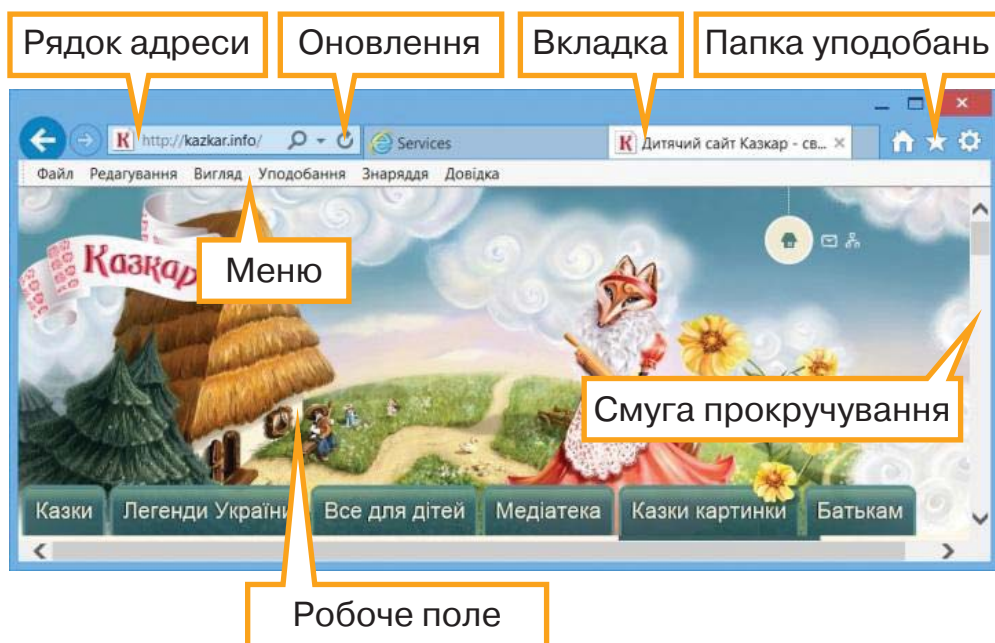 Рядок адреси
Оновлення
Вкладка
Папка уподобань
http://kazkar.info/
Services
Дитячий сайт Казкар - св...
Файл Редагування Вигляд Уподобання Знаряддя Довідка
Казкар
Меню
Смуга прокручування
Казки
Легенди України
Все для дітей
Медіатека
Казки картинки
Батькам
Робоче поле